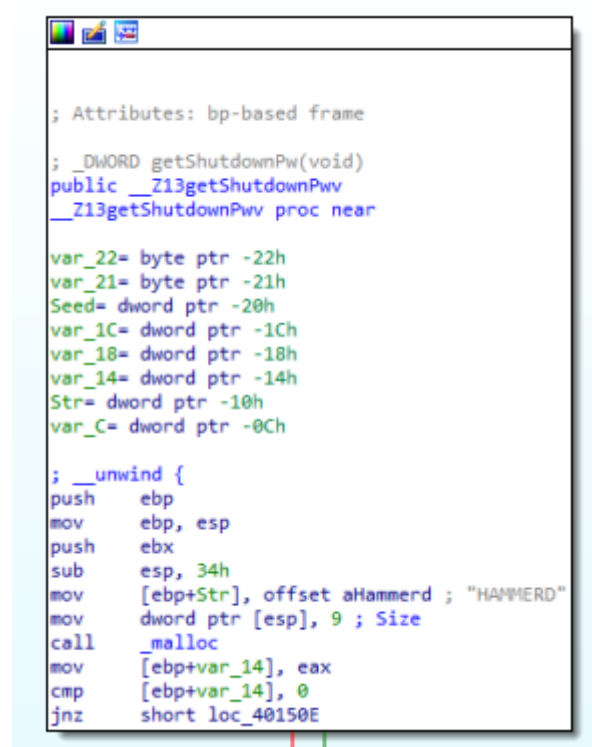 ; Attributes: bp-based frame
; _DWORD getShutdownPw(void)
public __Z13getShutdownPwv
__Z13getShutdownPwv proc near
var_22= byte ptr -22h
var_21= byte ptr -21h
Seed= dword ptr -20h
var_1C= dword ptr -1Ch
var_18= dword ptr -18h
var_14= dword ptr -14h
Str= dword ptr -10h
var_C= dword ptr -0Ch
; __unwind {
push ebp
mov ebp, esp
push ebx
sub esp, 34h
mov [ebp+Str], offset aHammerd ; "HAMMERD"
mov dword ptr [esp], 9 ; Size
call _malloc
mov [ebp+var_14], eax
cmp [ebp+var_14], 0
jnz short loc_40150E